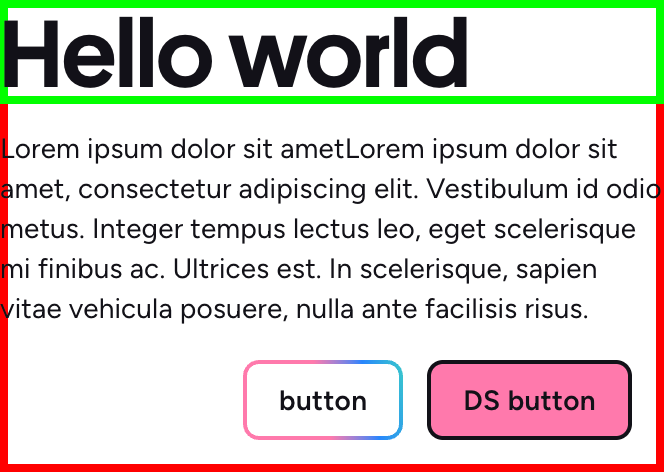 Hello world
Lorem ipsum dolor sit ametLorem ipsum dolor sit
amet, consectetur adipiscing elit. Vestibulum id odio
metus. Integer tempus lectus leo, eget scelerisque
mi finibus ac. Ultrices est. In scelerisque, sapien
vitae vehicula posuere, nulla ante facilisis risus.
button
DS button